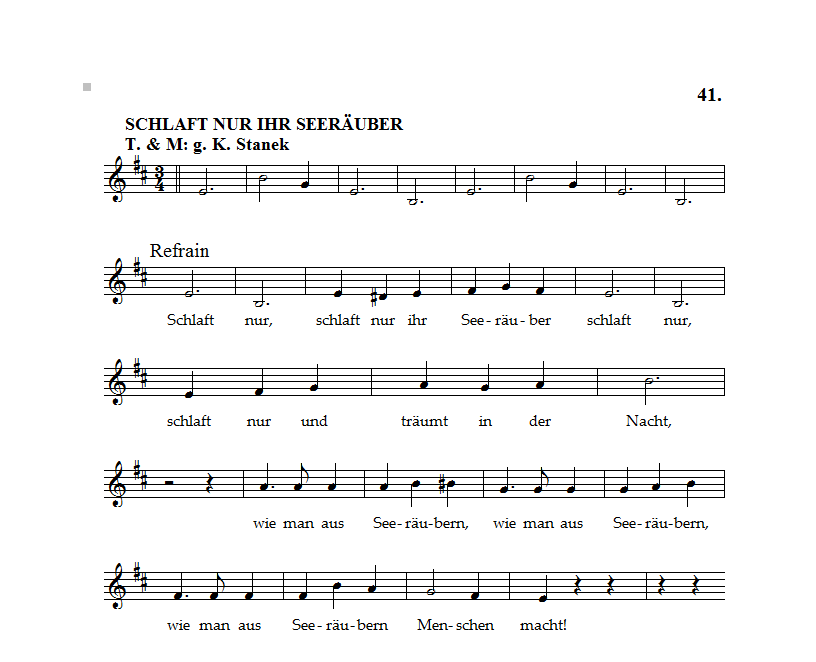 41.
SCHLAFT NUR IHR SEERÄUBER
T. & M: g. K. Stanek
3
4
Refrain
Schlaft nur, schlaft nur ihr See - räu - ber schlaft nur,
schlaft nur und träumt in der Nacht,
wie man aus See - räu - bern, wie man aus See - räu - bern,
wie man aus See - räu - bern Men - schen macht!